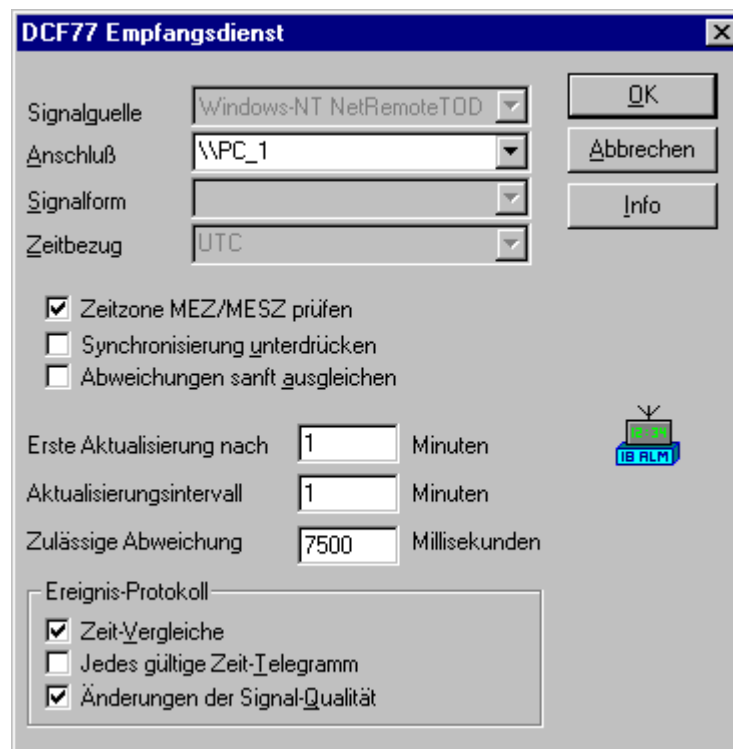 DCF77 Empfangsdienst
Signalquelle
Windows-NT NetRemoteTOD
OK
Anschluß
\\PC_1
Abbrechen
Signalform
Info
Zeitbezug
UTC
Zeitzone MEZ/MESZ prüfen
Synchronisierung unterdrücken
Abweichungen sanft ausgleichen
12:34
IB ALM
Erste Aktualisierung nach 1 Minuten
Aktualisierungsintervall 1 Minuten
Zulässige Abweichung 7500 Millisekunden
Ereignis-Protokoll
Zeit-Vergleiche
Jedes gültige Zeit-Telegramm
Änderungen der Signal-Qualität